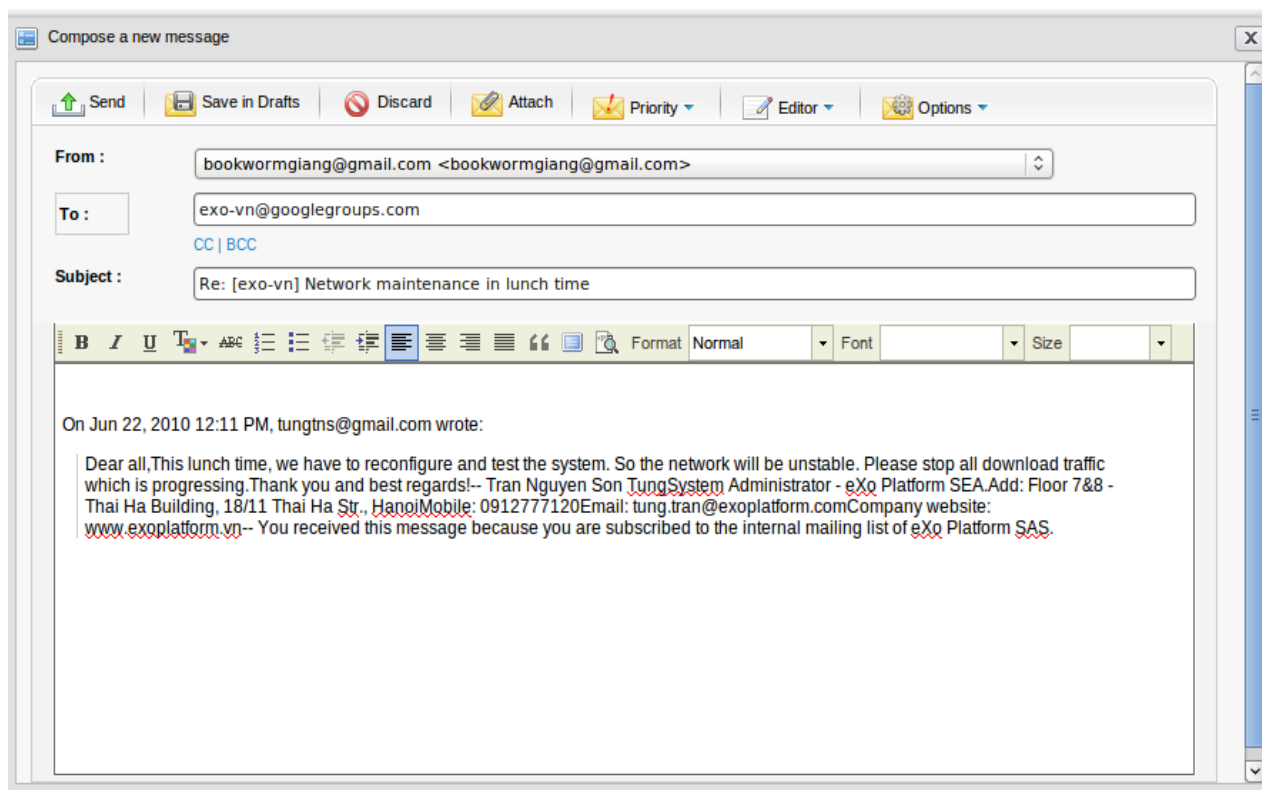 Compose a new message
X
Send Save in Drafts Discard Attach Priority Editor Options
From : bookwormgiang@gmail.com <bookwormgiang@gmail.com>
To : exo-vn@googlegroups.com
CC | BCC
Subject : Re: [exo-vn] Network maintenance in lunch time
B I U T ABC Format Normal Font Size
On Jun 22, 2010 12:11 PM, tungtns@gmail.com wrote:
Dear all,This lunch time, we have to reconfigure and test the system. So the network will be unstable. Please stop all download traffic
which is progressing.Thank you and best regards!-- Tran Nguyen Son TungSystem Administrator - eXo Platform SEA.Add: Floor 7&8 -
Thai Ha Building, 18/11 Thai Ha Str., HanoiMobile: 0912777120Email: tung.tran@exoplatform.comCompany website:
www.exoplatform.vn-- You received this message because you are subscribed to the internal mailing list of eXo Platform SAS.